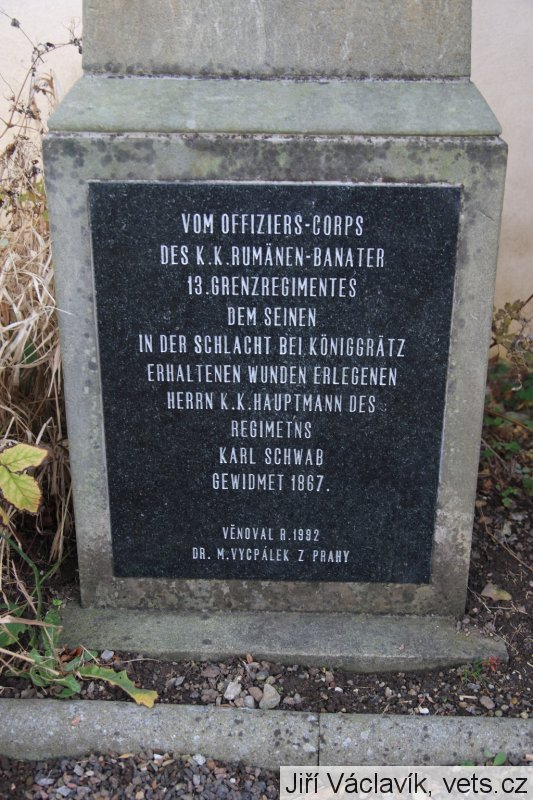 VOM OFFIZIERS-CORPS
DES K.K.RUMÄNEN-BANATER
13.GRENZREGIMENTES
DEM SEINEN
IN DER SCHLACHT BEI KÖNIGGRÄTZ
ERHALTENEN WUNDEN ERLEGENEN
HERRN K.K.HAUPTMANN DES
REGIMETNS
KARL SCHWAB
GEWIDMET 1867.
VĚNOVAL R.1992
DR. M.VYCPÁLEK Z PRAHY
Jiří Václavík, vets.cz